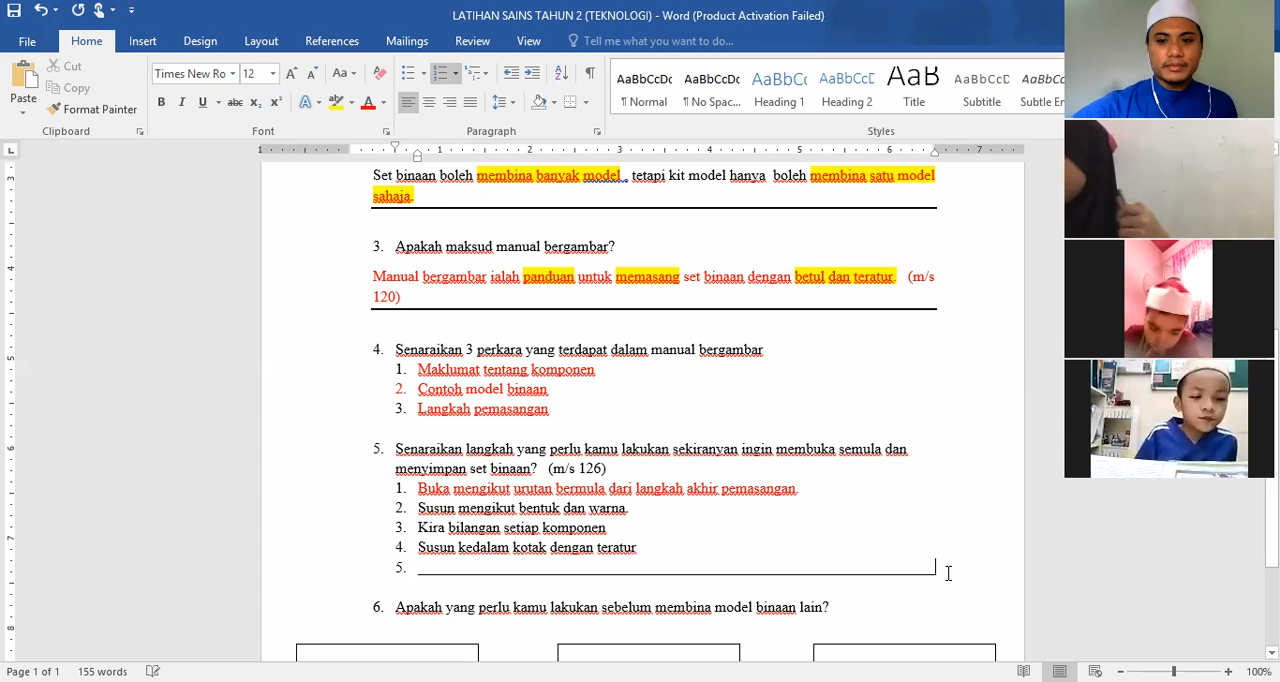 LATIHAN SAINS TAHUN 2 (TEKNOLOGI) - Word (Product Activation Failed)
File Home Insert Design Layout References Mailings Review View Tell me what you want to do...
Cut
Copy
Format Painter
Paste
Times New Ro 12
AaBbCcDc AaBbCcDc AaBbCc AaBbCcD AaB AaBbCcD AaBbCcD
¶ Normal ¶ No Spac... Heading 1 Heading 2 Title Subtitle Subtle En
Clipboard Font Paragraph Styles
Set binaan boleh membina banyak model , tetapi kit model hanya boleh membina satu model
sahaja.
3. Apakah maksud manual bergambar?
Manual bergambar ialah panduan untuk memasang set binaan dengan betul dan teratur. (m/s
120)
4. Senaraikan 3 perkara yang terdapat dalam manual bergambar
1. Maklumat tentang komponen
2. Contoh model binaan
3. Langkah pemasangan
5. Senaraikan langkah yang perlu kamu lakukan sekiranyan ingin membuka semula dan
menyimpan set binaan? (m/s 126)
1. Buka mengikut urutan bermula dari langkah akhir pemasangan.
2. Susun mengikut bentuk dan warna.
3. Kira bilangan setiap komponen
4. Susun kedalam kotak dengan teratur
5.
6. Apakah yang perlu kamu lakukan sebelum membina model binaan lain?
Page 1 of 1 155 words 100%